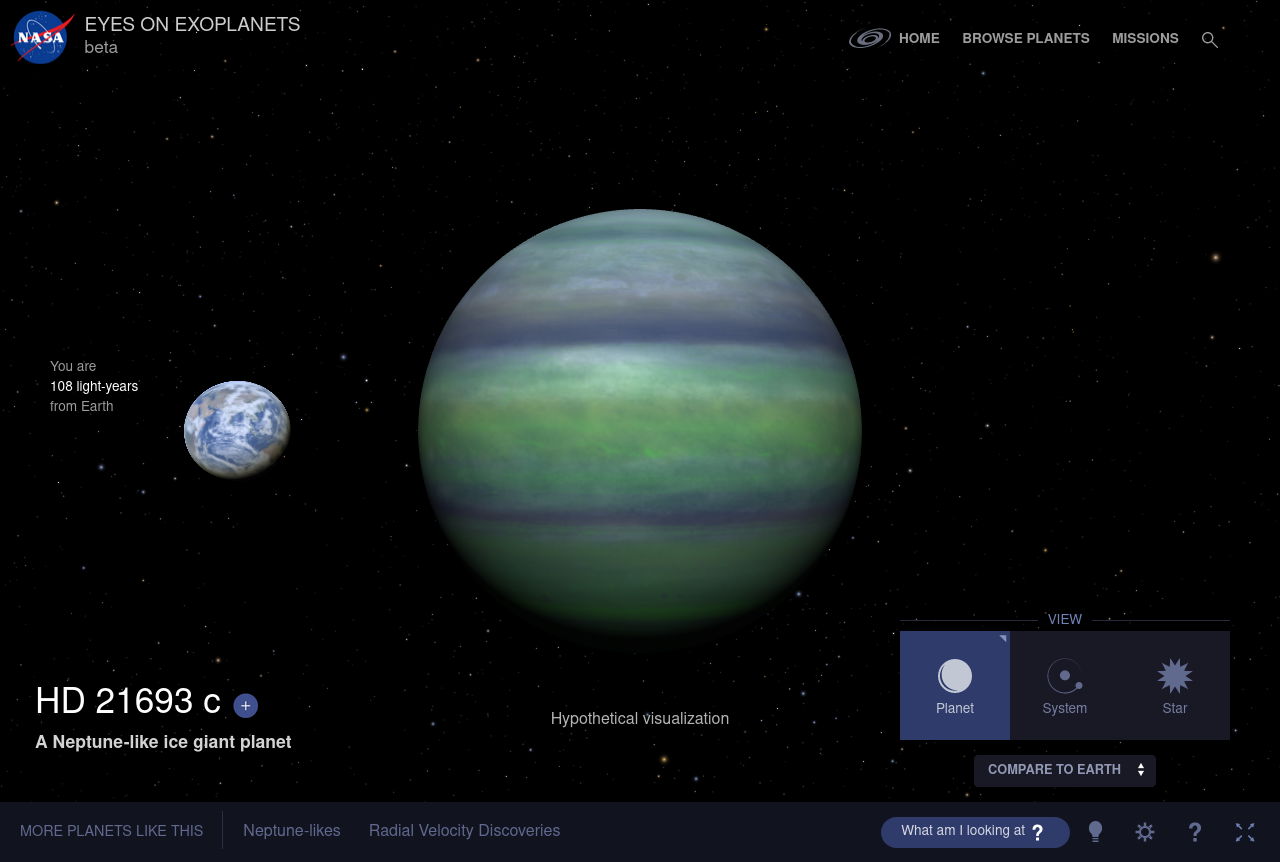 NASA
EYES ON EXOPLANETS
beta
HOME
BROWSE PLANETS
MISSIONS
You are
108 light-years
from Earth
HD 21693 c +
A Neptune-like ice giant planet
Hypothetical visualization
VIEW
Planet
System
Star
COMPARE TO EARTH
MORE PLANETS LIKE THIS
Neptune-likes
Radial Velocity Discoveries
What am I looking at ?
?